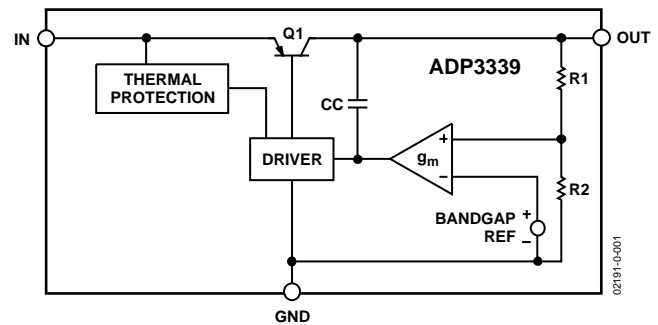 IN
Q1
OUT
THERMAL
PROTECTION
ADP3339
R1
CC
DRIVER
+
gm
–
R2
BANDGAP
REF
+
–
GND
02191-0-001